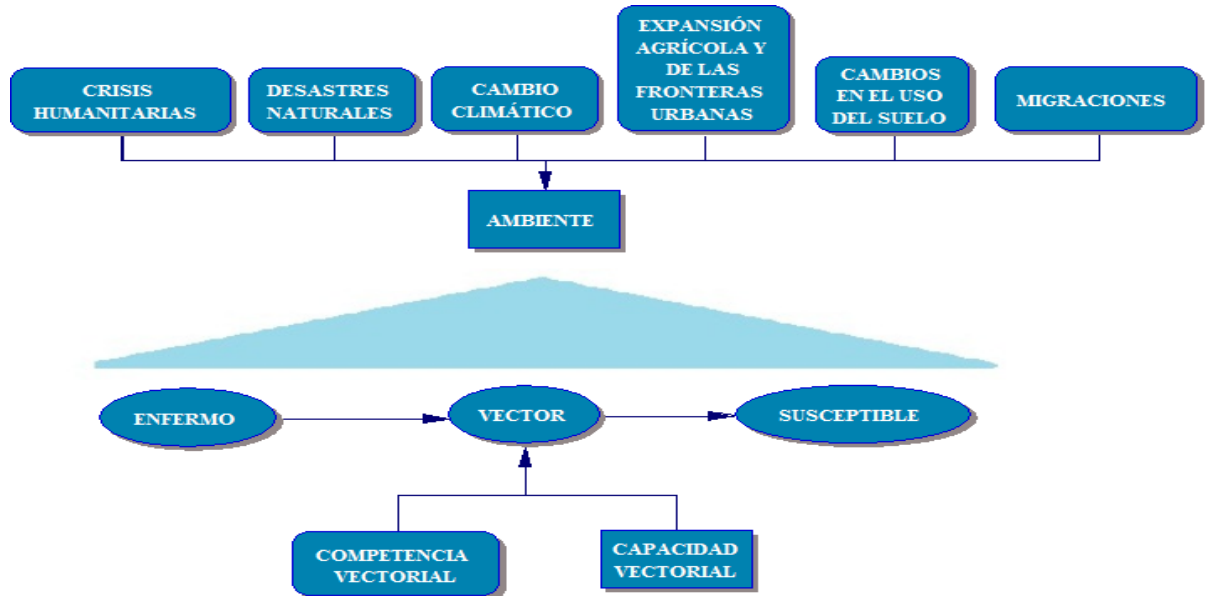 CRISIS
HUMANITARIAS
DESASTRES
NATURALES
CAMBIO
CLIMÁTICO
EXPANSIÓN
AGRÍCOLA Y
DE LAS
FRONTERAS
URBANAS
CAMBIOS
EN EL USO
DEL SUELO
MIGRACIONES
AMBIENTE
ENFERMO
VECTOR
SUSCEPTIBLE
COMPETENCIA
VECTORIAL
CAPACIDAD
VECTORIAL